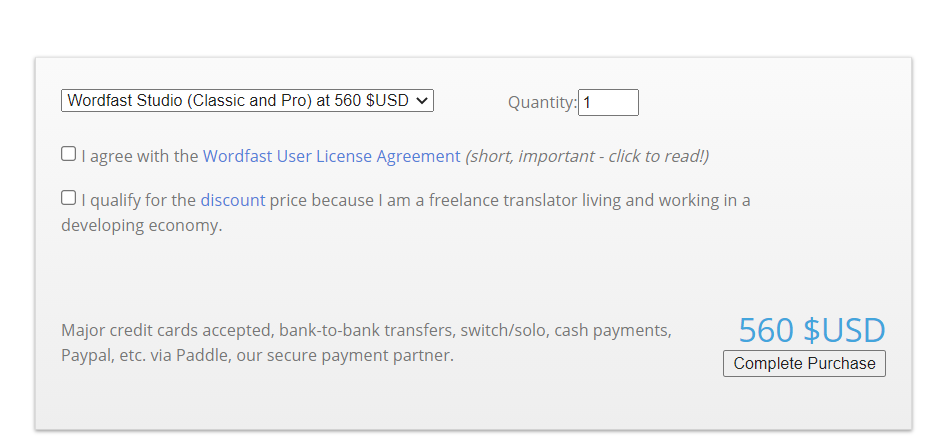 Wordfast Studio (Classic and Pro) at 560 $USD
Quantity: 1
I agree with the Wordfast User License Agreement (short, important - click to read!)
I qualify for the discount price because I am a freelance translator living and working in a
developing economy.
Major credit cards accepted, bank-to-bank transfers, switch/solo, cash payments,
Paypal, etc. via Paddle, our secure payment partner.
560 $USD
Complete Purchase